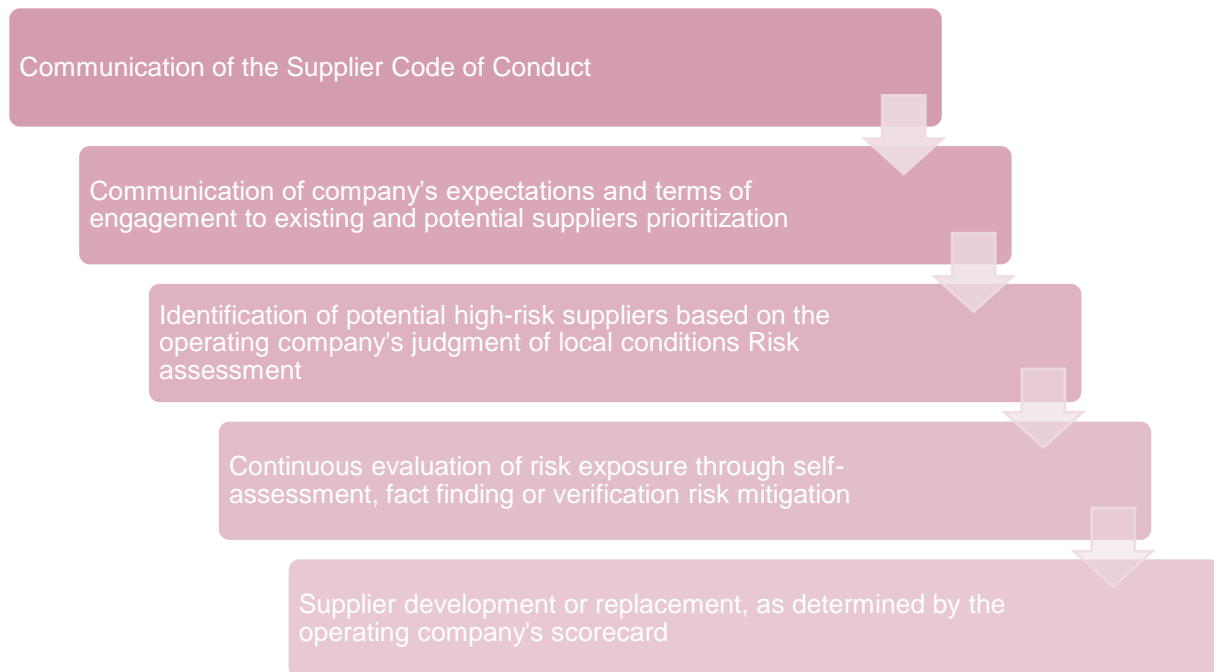 Communication of the Supplier Code of Conduct
Communication of company’s expectations and terms of
engagement to existing and potential suppliers prioritization
Identification of potential high-risk suppliers based on the
operating company's judgment of local conditions Risk
assessment
Continuous evaluation of risk exposure through self-
assessment, fact finding or verification risk mitigation
Supplier development or replacement, as determined by the
operating company's scorecard